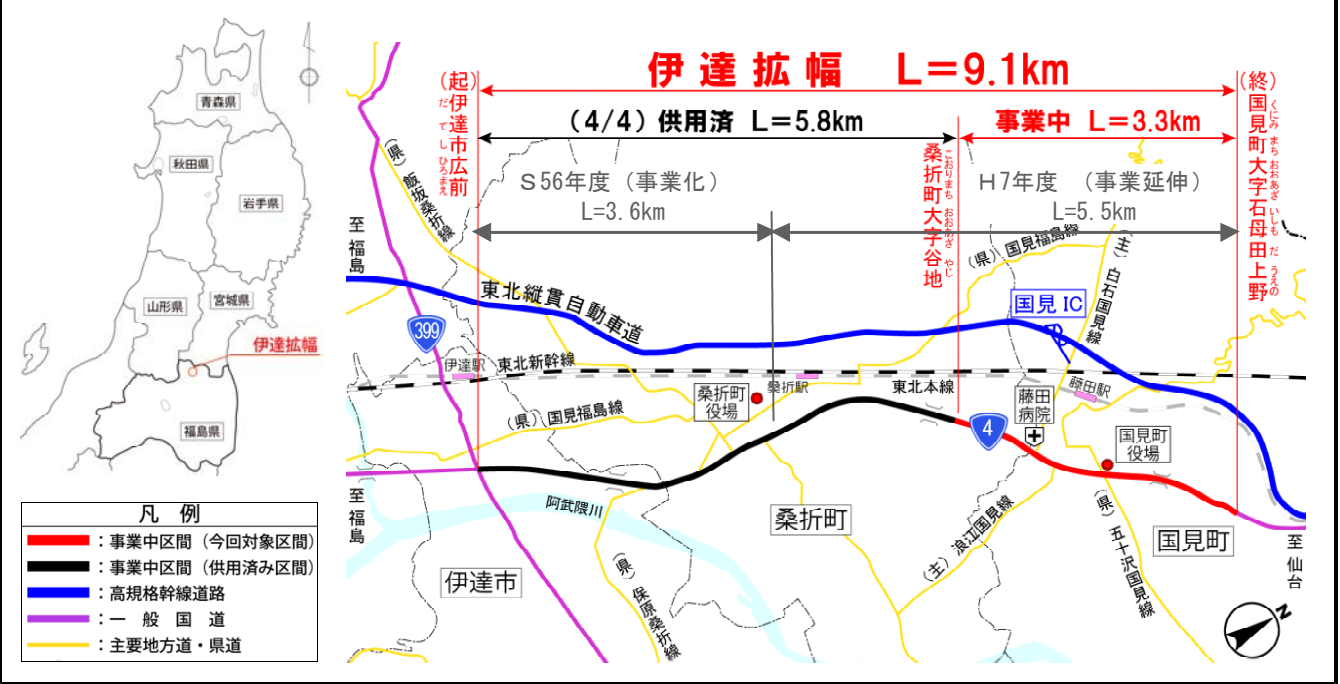 青森県
秋田県
岩手県
山形県
宮城県
伊達拡幅
福島県
凡 例
：事業中区間（今回対象区間）
：事業中区間（供用済み区間）
：高規格幹線道路
：一 般 国 道
：主要地方道・県道
伊達拡幅 L＝9.1km
（4/4）供用済 L＝5.8km
事業中 L＝3.3km
S56年度（事業化）
L=3.6km
H7年度 （事業延伸）
L=5.5km
（起）伊達市広前
だてしひろまえ
桑折町大字谷地
こおりまち おおあざ やじ
（終）国見町大字石母田上野
くにみまちおおあざいしもだうえの
至福島
（県）飯坂桑折線
東北縦貫自動車道
399
（県）国見福島線
（主）白石国見線
国見 IC
伊達駅
東北新幹線
桑折駅
東北本線
藤田駅
桑折町
役場
藤田
病院
4
国見町
役場
（県）国見福島線
至福島
阿武隈川
桑折町
伊達市
（県）保原桑折線
（主）浪江国見線
（県）五十沢国見線
国見町
至仙台
N